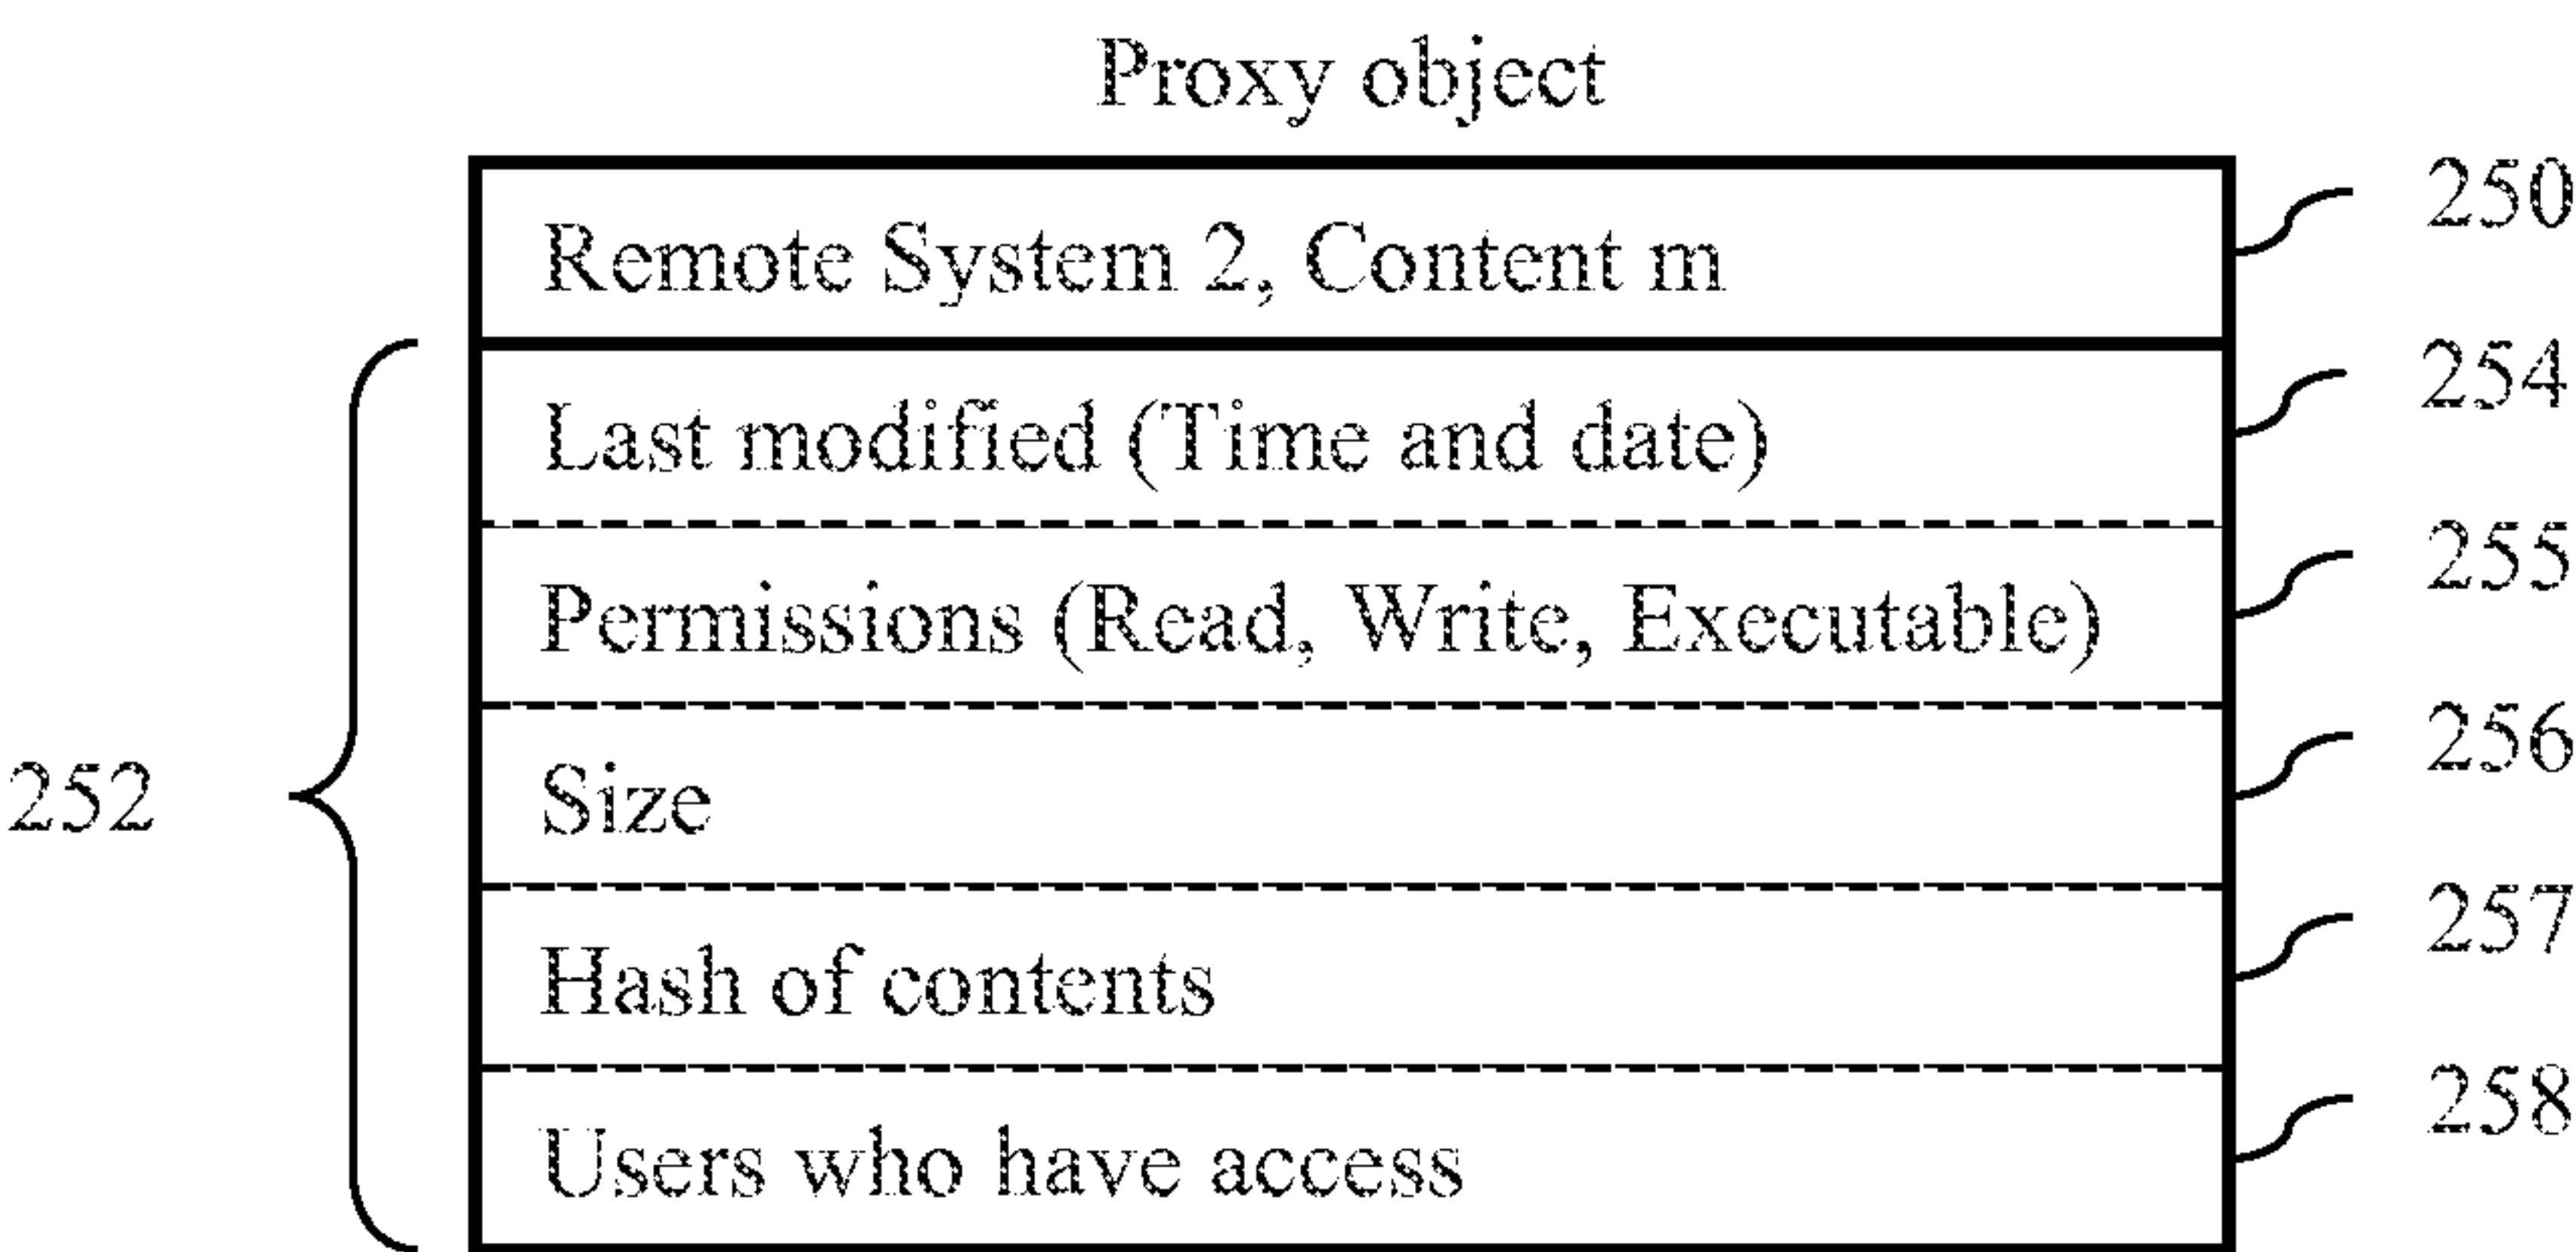 Proxy object
Remote System 2, Content m 250
Last modified (Time and date) 254
Permissions (Read, Write, Executable) 255
252 Size 256
Hash of contents 257
Users who have access 258